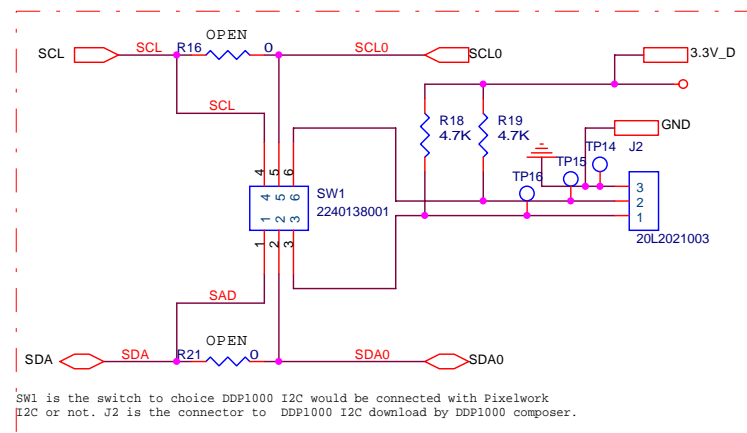 OPEN
SCL SCL R16 0 SCL0 SCL0 3.3V_D
SCL
R18 R19
4.7K 4.7K
GND
TP14 J2
TP15
TP16
4 5 6
4 5 6
SW1
2240138001
1 2 3
1 2 3
3
2
1
20L2021003
SAD
OPEN
SDA SDA R21 0 SDA0 SDA0
SW1 is the switch to choice DDP1000 I2C would be connected with Pixelwork
I2C or not. J2 is the connector to DDP1000 I2C download by DDP1000 composer.